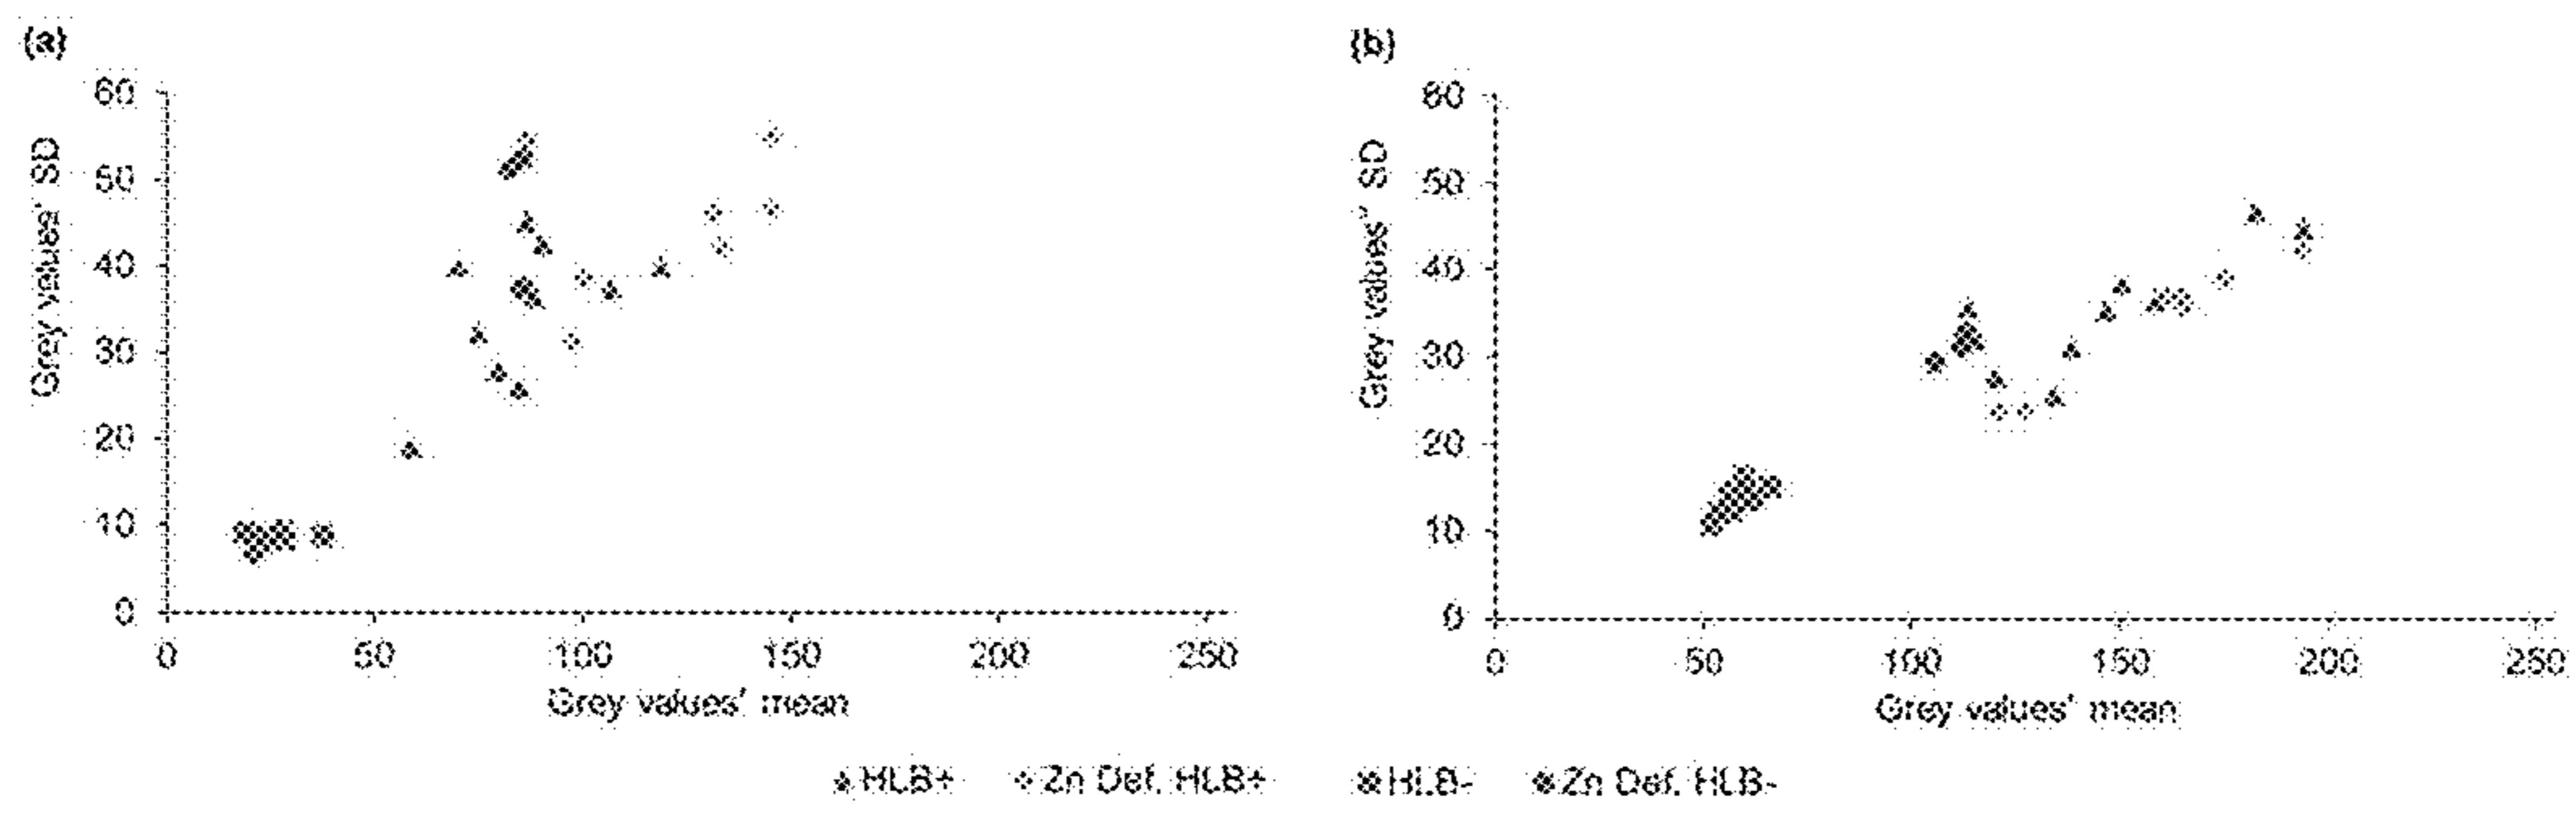 (a)
60
50
40
30
20
10
0
Grey values' SD
0 50 100 150 200 250
Grey values' mean
(b)
60
50
40
30
20
10
0
Grey values' SD
0 50 100 150 200 250
Grey values' mean
HLB+ Zn Def. HLB+ HLB- Zn Def. HLB-